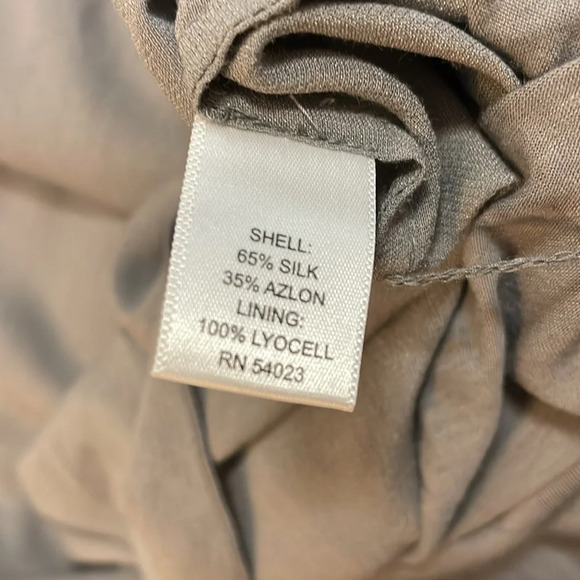 SHELL:
65% SILK
35% AZLON
LINING:
100% LYOCELL
RN 54023